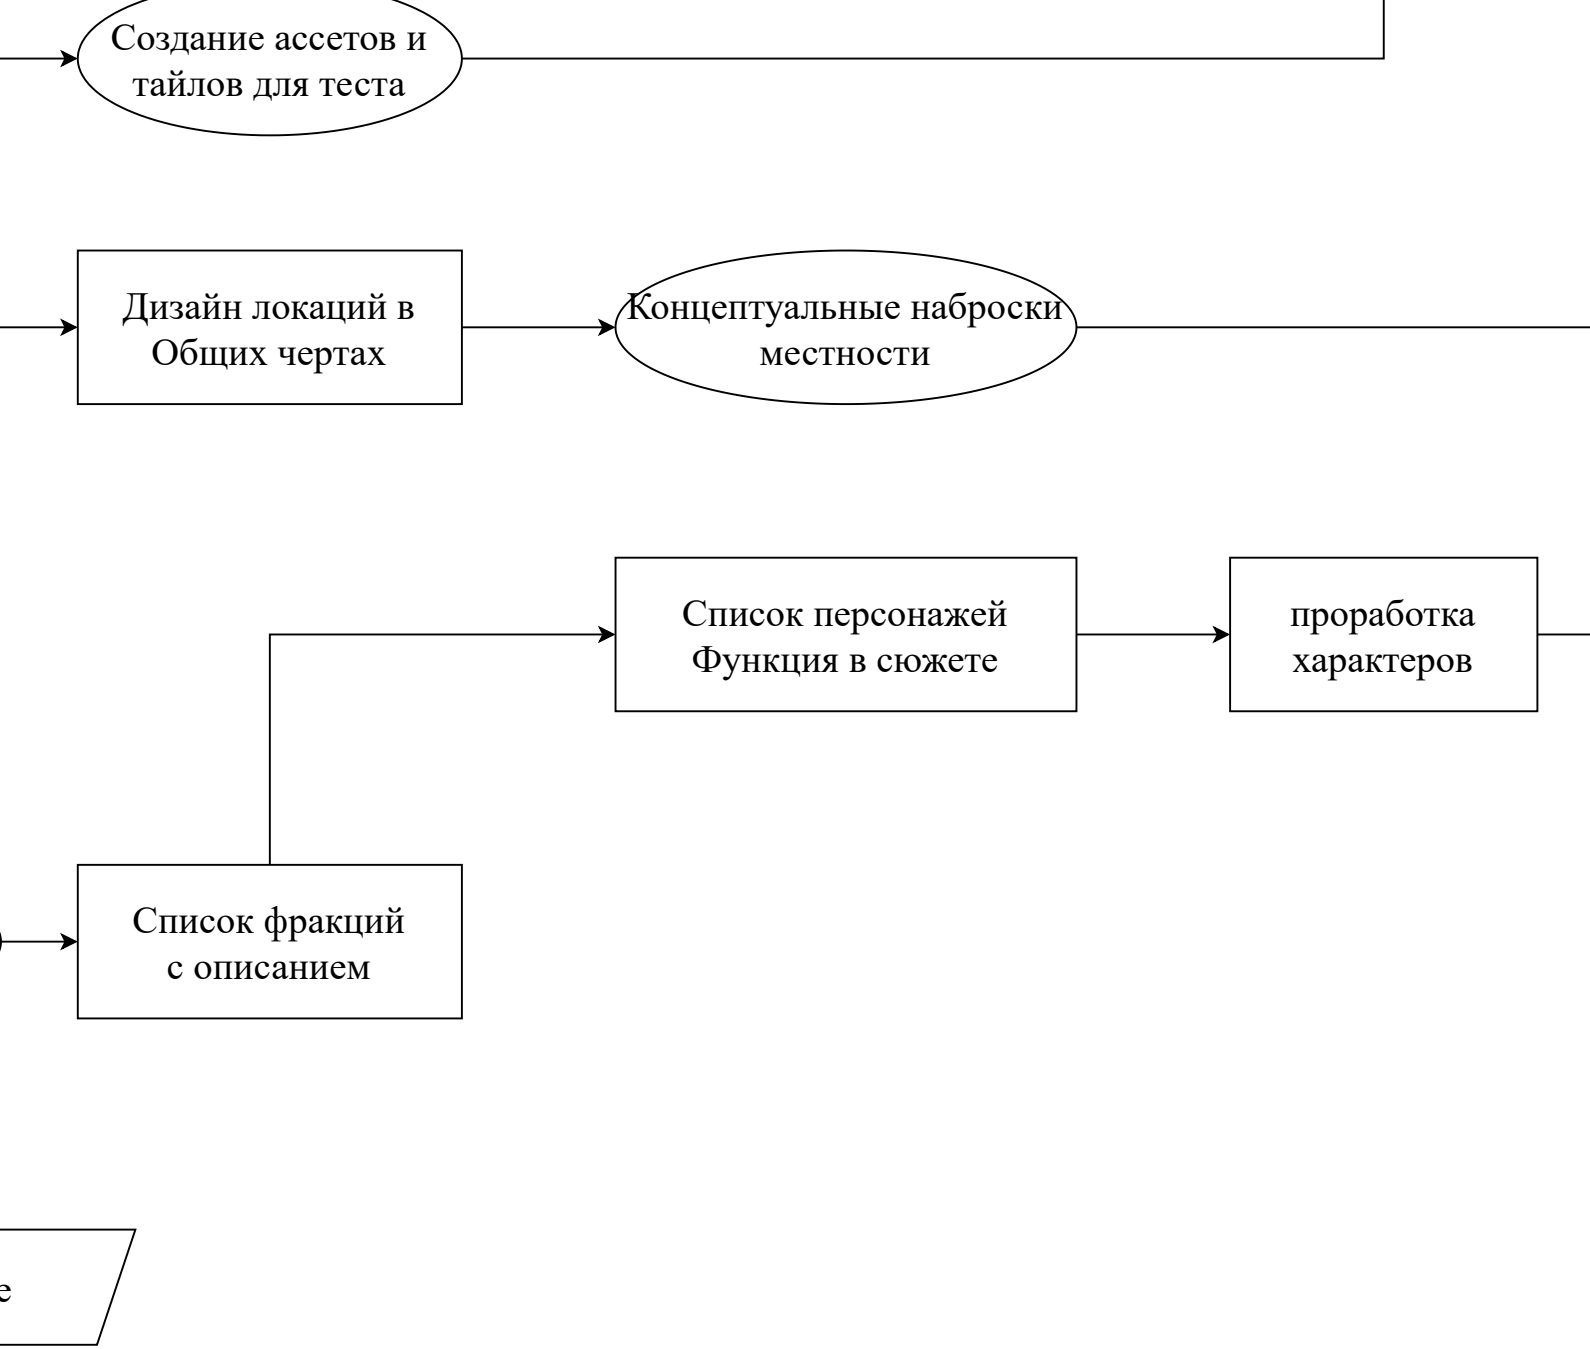 Создание ассетов и
тайлов для теста
Дизайн локаций в
Общих чертах
Концептуальные наброски
местности
Список персонажей
Функция в сюжете
проработка
характеров
Список фракций
с описанием